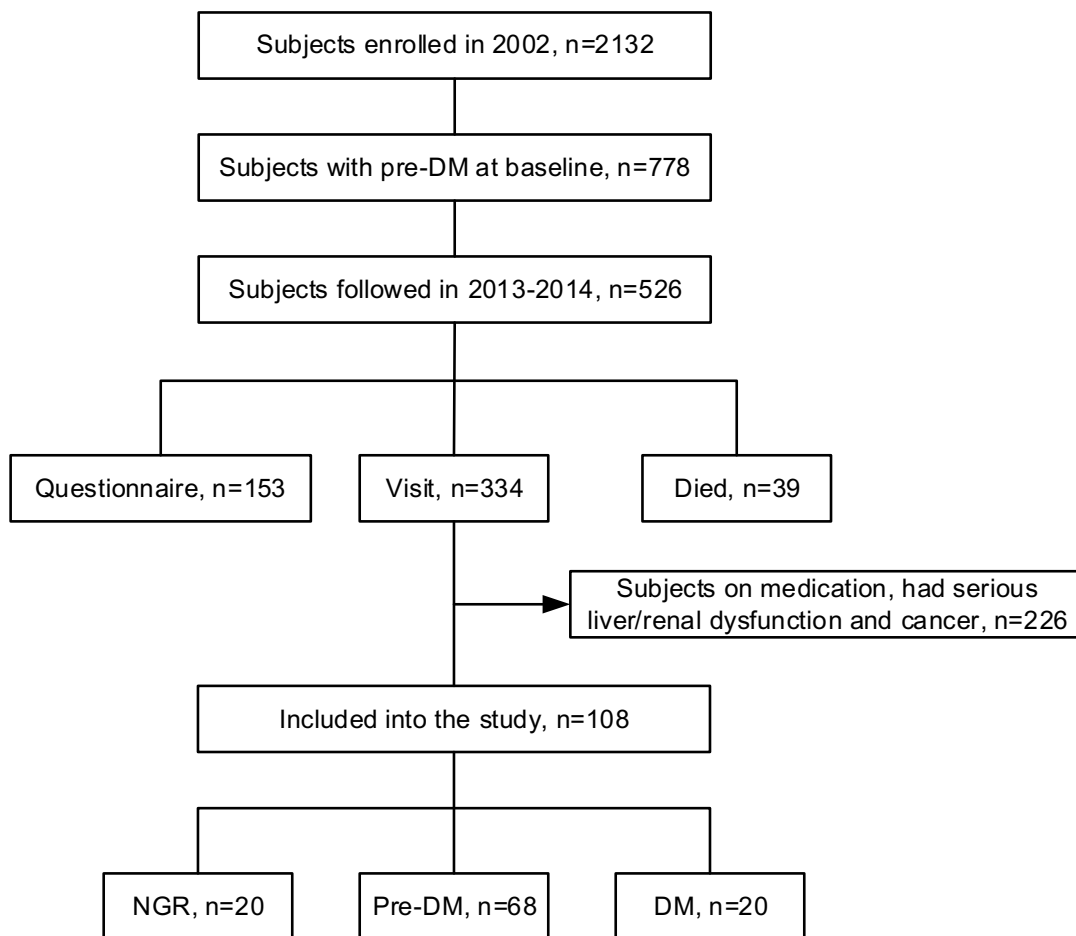 Subjects enrolled in 2002, n=2132
Subjects with pre-DM at baseline, n=778
Subjects followed in 2013-2014, n=526
Questionnaire, n=153
Visit, n=334
Died, n=39
Subjects on medication, had serious
liver/renal dysfunction and cancer, n=226
Included into the study, n=108
NGR, n=20
Pre-DM, n=68
DM, n=20